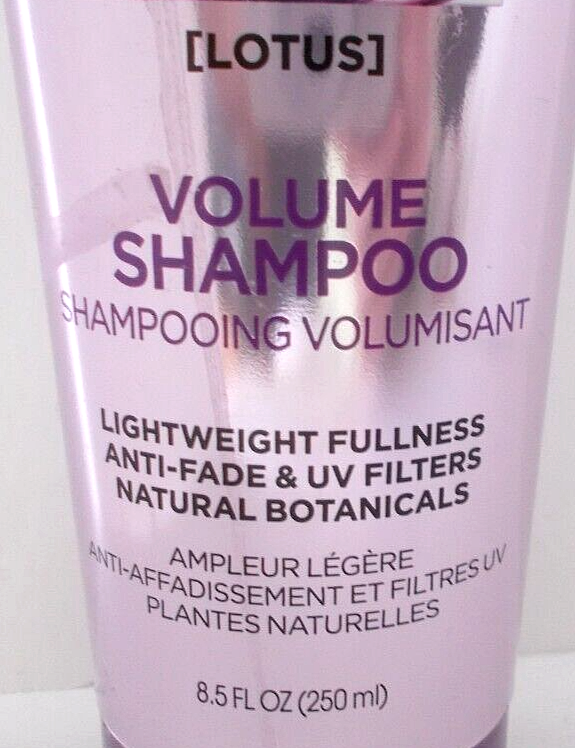 [LOTUS]
VOLUME
SHAMPOO
SHAMPOOING VOLUMISANT
LIGHTWEIGHT FULLNESS
ANTI-FADE & UV FILTERS
NATURAL BOTANICALS
AMPLEUR LÉGÈRE
ANTI-AFFADISSEMENT ET FILTRES UV
PLANTES NATURELLES
8.5 FL OZ (250 ml)